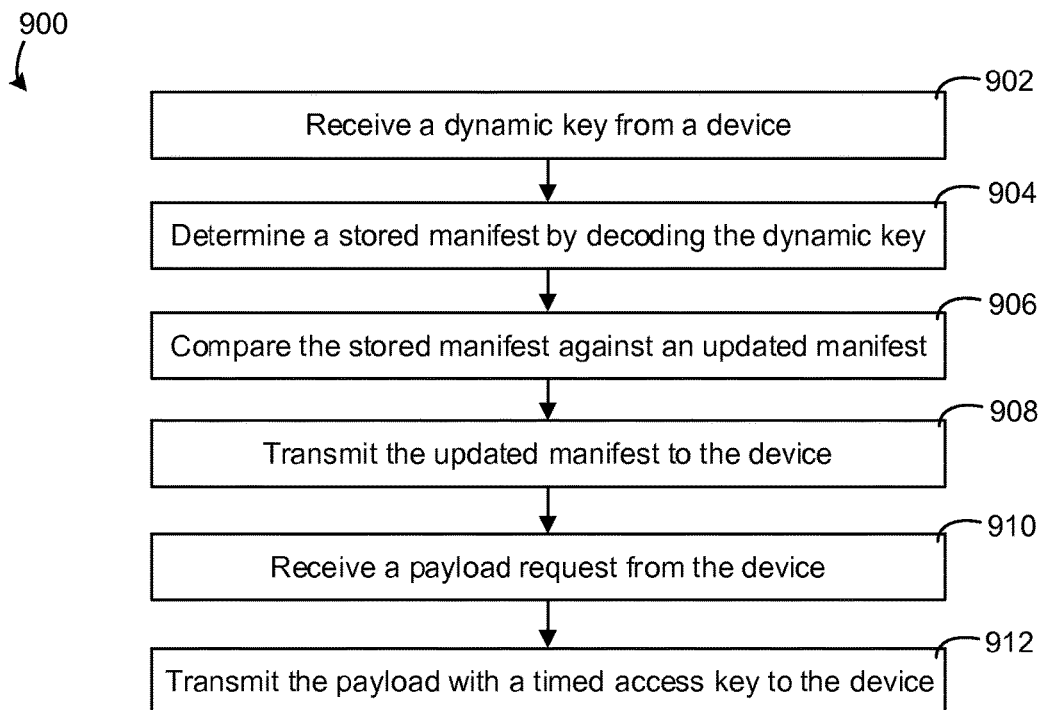 900
902
Receive a dynamic key from a device
904
Determine a stored manifest by decoding the dynamic key
906
Compare the stored manifest against an updated manifest
908
Transmit the updated manifest to the device
910
Receive a payload request from the device
912
Transmit the payload with a timed access key to the device